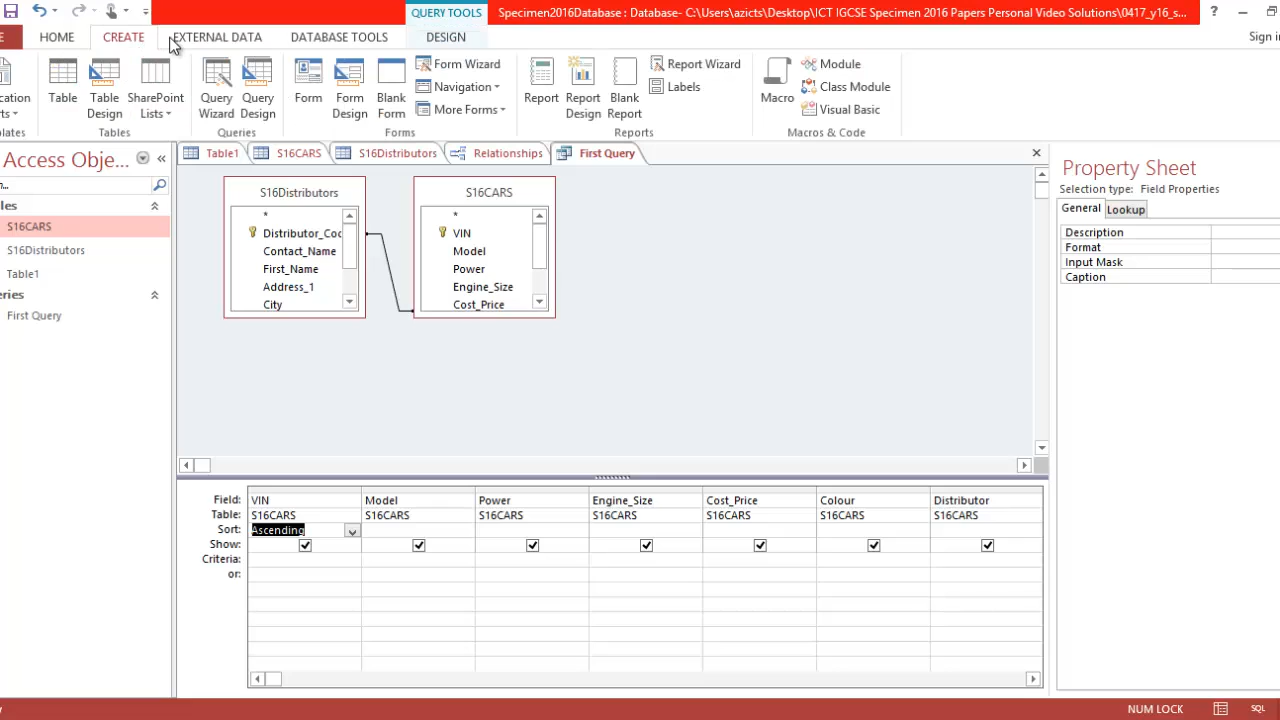 QUERY TOOLS
Specimen2016Database : Database- C:\Users\azicts\Desktop\ICT IGCSE Specimen 2016 Papers Personal Video Solutions\0417_y16_s...
?
E
HOME
CREATE
EXTERNAL DATA
DATABASE TOOLS
DESIGN
Sign i
Table
Table Design
SharePoint Lists
Query Wizard
Query Design
Form
Form Design
Blank Form
Form Wizard
Navigation
More Forms
Report
Report Design
Blank Report
Report Wizard
Labels
Macro
Module
Class Module
Visual Basic
cation
rts
lates
Tables
Queries
Forms
Reports
Macros & Code
Access Obje...
«
...
les
S16CARS
S16Distributors
Table1
eries
First Query
Table1
S16CARS
S16Distributors
Relationships
First Query
S16Distributors
*
Distributor_Coc
Contact_Name
First_Name
Address_1
City
S16CARS
*
VIN
Model
Power
Engine_Size
Cost_Price
Property Sheet
Selection type: Field Properties
General
Lookup
Description
Format
Input Mask
Caption
Field: VIN Model Power Engine_Size Cost_Price Colour Distributor
Table: S16CARS S16CARS S16CARS S16CARS S16CARS S16CARS S16CARS
Sort: Ascending
Show:
Criteria:
or:
NUM LOCK
SQL